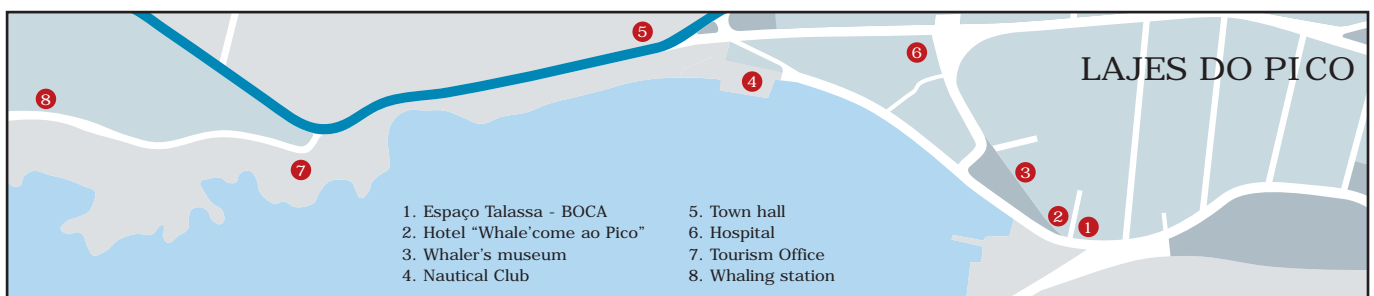 5
6
LAJES DO PICO
4
8
7
3
2
1
1. Espaço Talassa - BOCA
2. Hotel “Whale’come ao Pico”
3. Whaler's museum
4. Nautical Club
5. Town hall
6. Hospital
7. Tourism Office
8. Whaling station